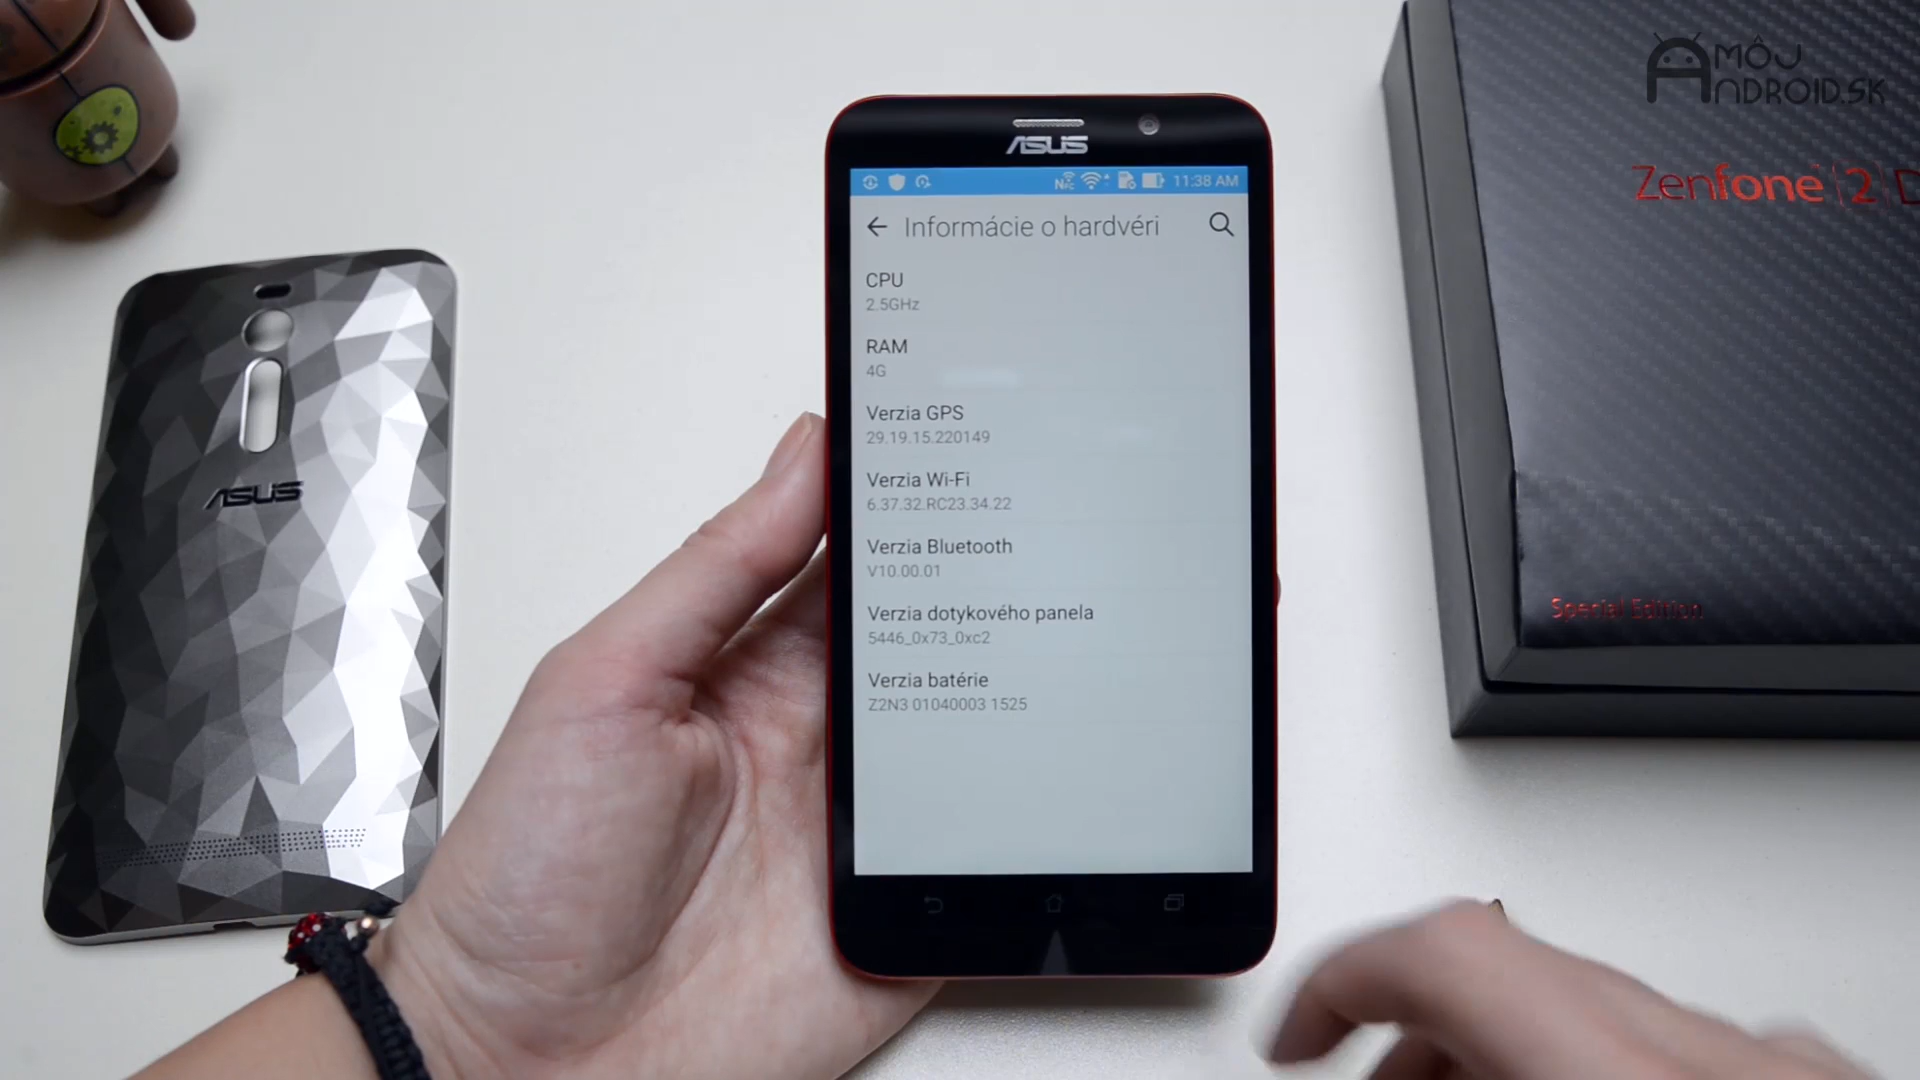 MÔJ
ANDROID.SK
Zenfone 2
Special Edition
ASUS
ASUS
NFC
11:38 AM
Informácie o hardvéri
CPU
2.5GHz
RAM
4G
Verzia GPS
29.19.15.220149
Verzia Wi-Fi
6.37.32.RC23.34.22
Verzia Bluetooth
V10.00.01
Verzia dotykového panela
5446_0x73_0xc2
Verzia batérie
Z2N3 01040003 1525